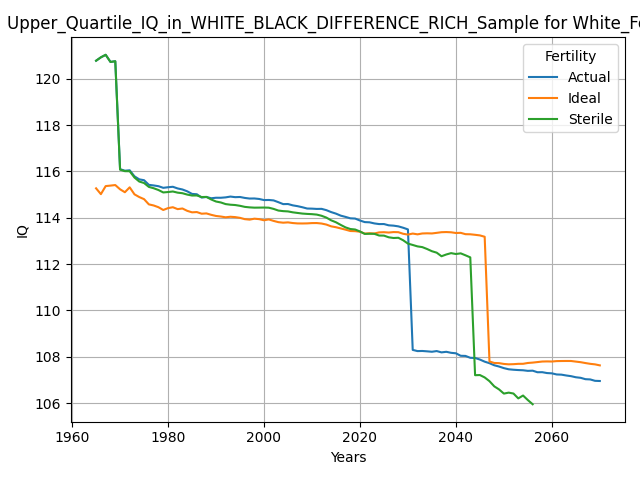 Upper_Quartile_IQ_in_WHITE_BLACK_DIFFERENCE_RICH_Sample for White_Fe
Fertility
Actual
Ideal
Sterile
120
118
116
114
112
110
108
106
IQ
1960
1980
2000
2020
2040
2060
Years